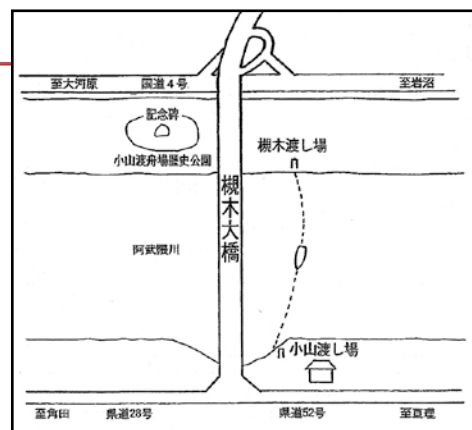 至大河原 国道4号 至岩沼
記念碑
小山渡舟場歴史公園
槻木渡し場
槻木大橋
阿武隈川
小山渡し場
至角田 県道28号 県道52号 至亘理